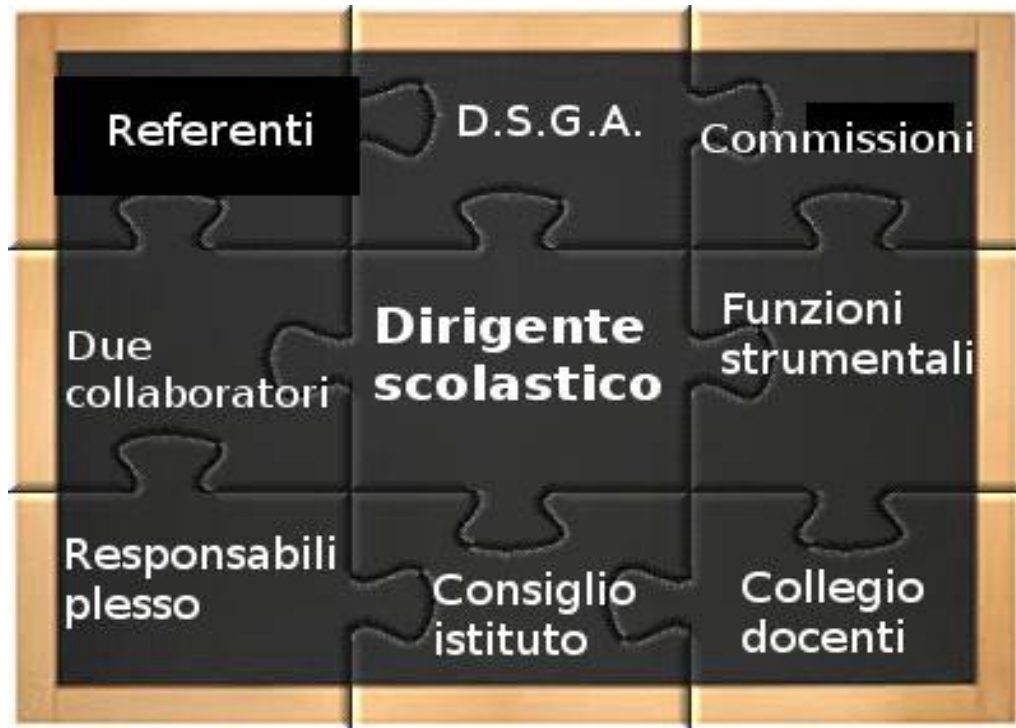 Referenti
D.S.G.A.
Commissioni
Due
collaboratori
Dirigente
scolastico
Funzioni
strumentali
Responsabili
plesso
Consiglio
istituto
Collegio
docenti